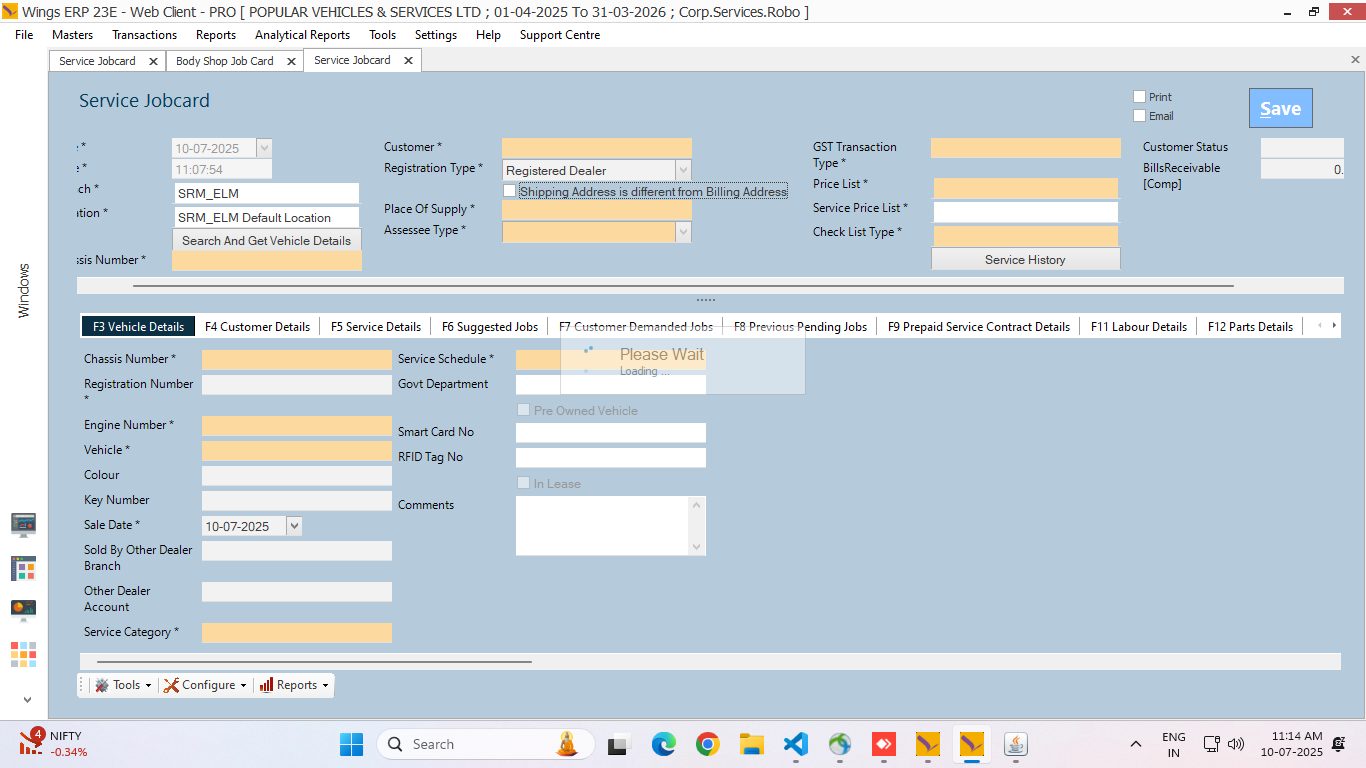 Wings ERP 23E - Web Client - PRO [ POPULAR VEHICLES & SERVICES LTD ; 01-04-2025 To 31-03-2026 ; Corp.Services.Robo ]
File Masters Transactions Reports Analytical Reports Tools Settings Help Support Centre
Service Jobcard Body Shop Job Card Service Jobcard
Service Jobcard
Print
Email
Save
* 10-07-2025
* 11:07:54
ch * SRM_ELM
ation * SRM_ELM Default Location
Search And Get Vehicle Details
ssis Number *
Customer *
Registration Type * Registered Dealer
Shipping Address is different from Billing Address
Place Of Supply *
Assessee Type *
GST Transaction
Type *
Price List *
Service Price List *
Check List Type *
Service History
Customer Status
BillsReceivable 0.
[Comp]
Windows
F3 Vehicle Details F4 Customer Details F5 Service Details F6 Suggested Jobs F7 Customer Demanded Jobs F8 Previous Pending Jobs F9 Prepaid Service Contract Details F11 Labour Details F12 Parts Details
Please Wait
Loading ...
Chassis Number *
Registration Number
*
Engine Number *
Vehicle *
Colour
Key Number
Sale Date * 10-07-2025
Sold By Other Dealer
Branch
Other Dealer
Account
Service Category *
Service Schedule *
Govt Department
Pre Owned Vehicle
Smart Card No
RFID Tag No
In Lease
Comments
Tools Configure Reports
4
NIFTY
-0.34%
Search
ENG
IN
11:14 AM
10-07-2025